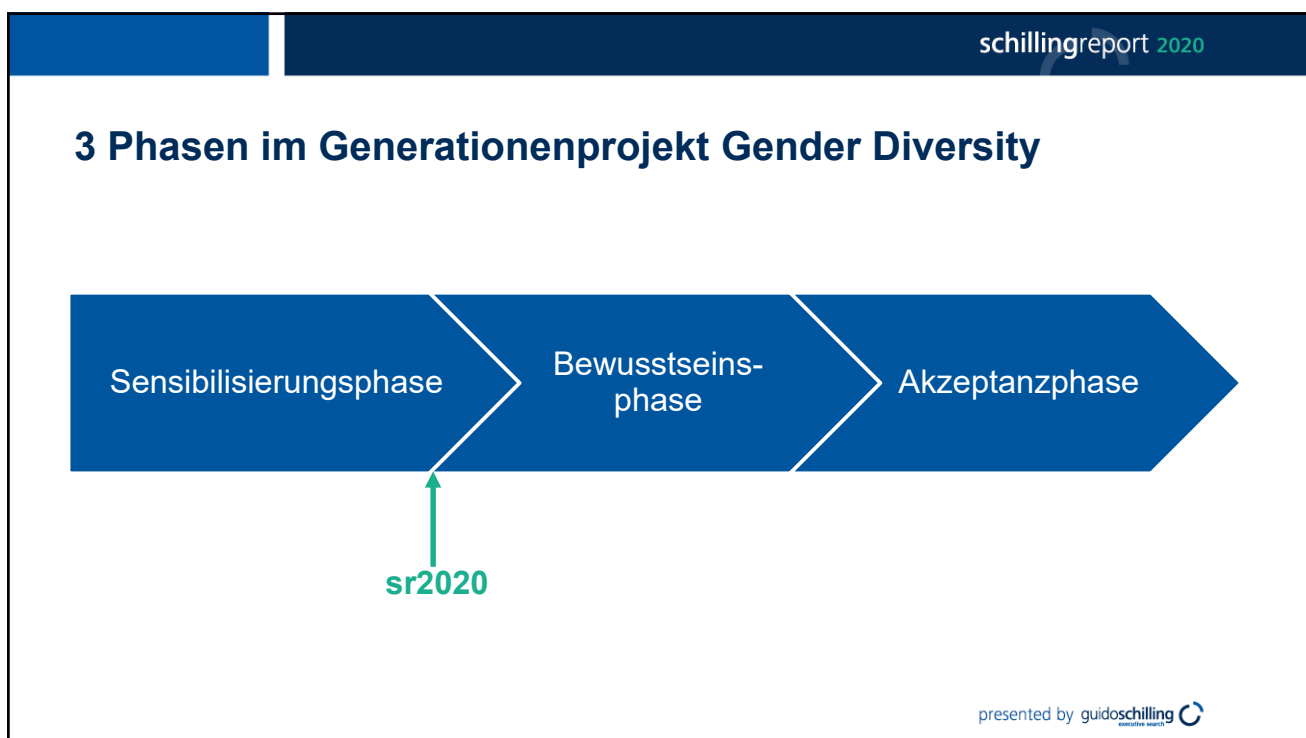 schillingreport 2020
3 Phasen im Generationenprojekt Gender Diversity
Sensibilisierungsphase
Bewusstseins-
phase
Akzeptanzphase
sr2020
presented by guidoschilling
executive search